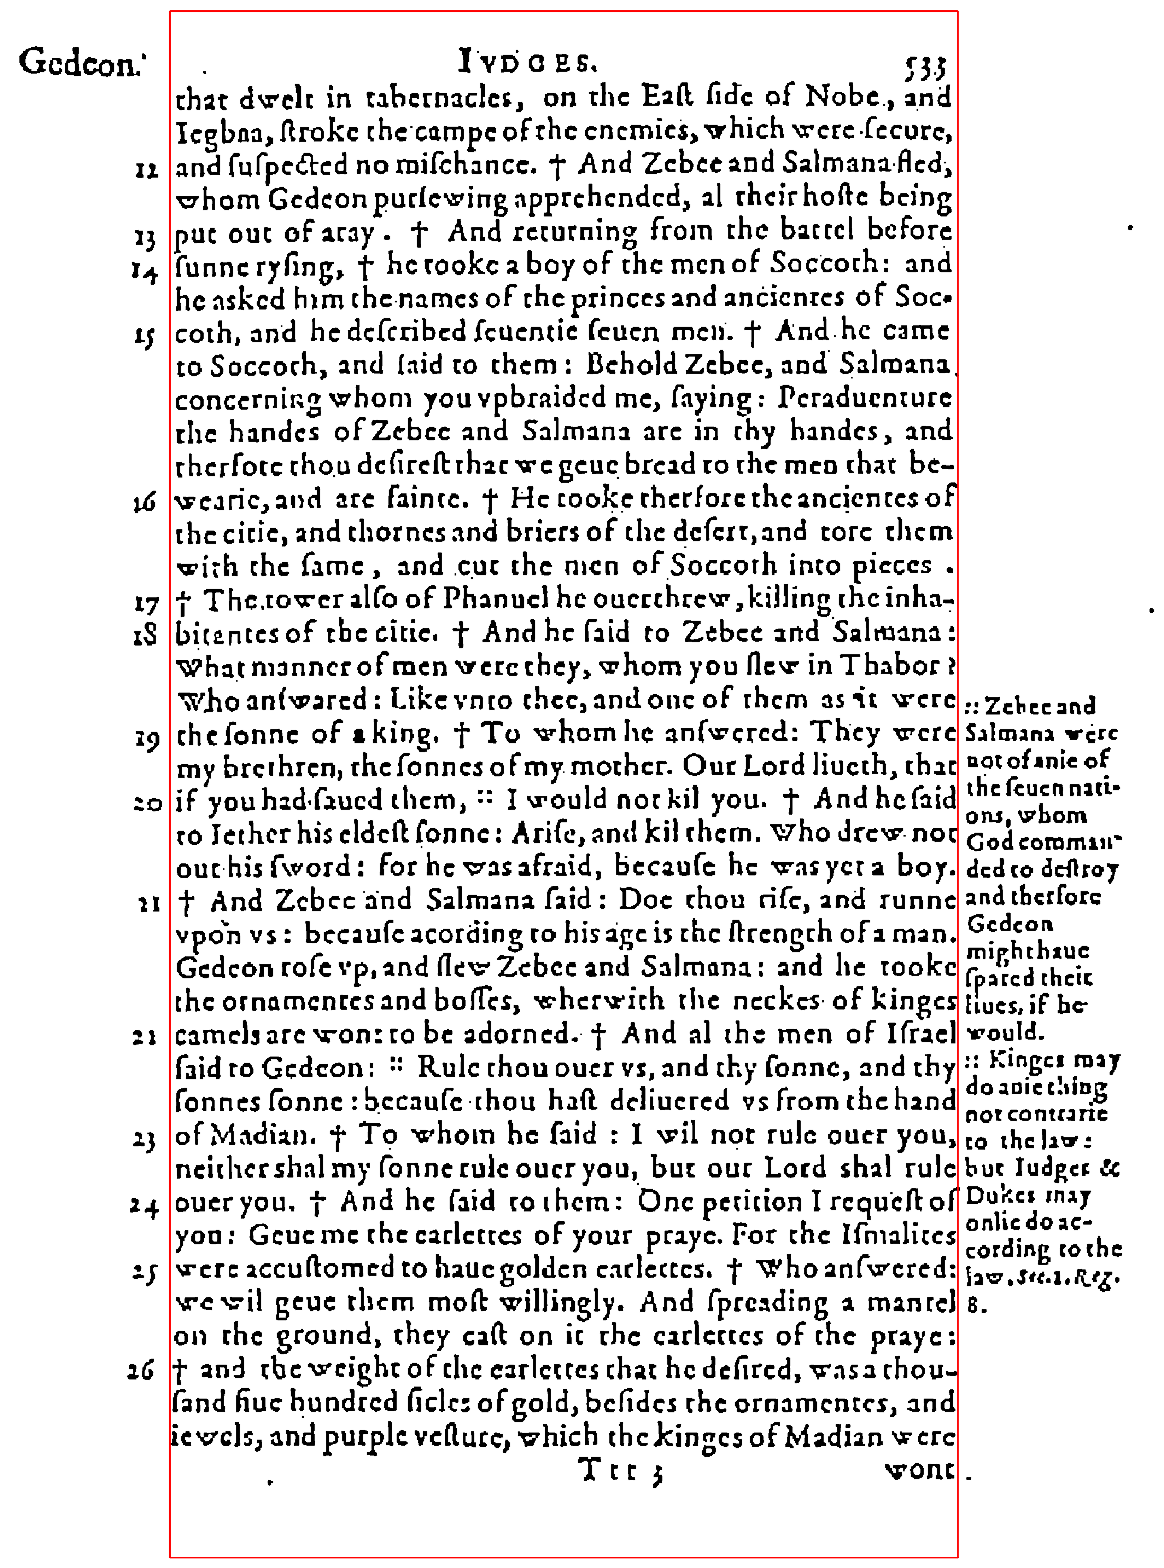 Gedeon.
IVDGES. 533
that dwelt in tabernacles, on the Eaſt ſide of Nobe, and
Iegbaa, ſtroke the campe of the enemies, which were ſecure,
12 and ſuſpected no miſchance. † And Zebee and Salmana fled,
whom Gedeon purſewing apprehended, al their hoſte being
13 put out of aray. † And returning from the battel before
14 ſunne ryſing, † he tooke a boy of the men of Soccoth: and
he asked him the names of the princes and ancientes of Soc-
15 coth, and he deſcribed ſeuentie ſeuen men. † And he came
to Soccoth, and ſaid to them: Behold Zebee, and Salmana
concerning whom you vpbraided me, ſaying: Peraduenture
the handes of Zebee and Salmana are in thy handes, and
therfore thou deſireſt that we geue bread to the men that be
16 wearie, and are fainte. † He tooke therfore the ancientes of
the citie, and thornes and briers of the deſert, and tore them
with the ſame, and cut the men of Soccoth into pieces.
17 † The tower alſo of Phanuel he ouerthrew, killing the inha-
18 bitantes of the citie. † And he ſaid to Zebee and Salmana:
What manner of men were they, whom you ſlew in Thabor?
Who anſwared: Like vnto thee, and one of them as it were
19 the ſonne of a king. † To whom he anſwered: They were
my brethren, the ſonnes of my mother. Our Lord liueth, that
20 if you had ſaued them, :: I would not kil you. † And he ſaid
to Iether his eldeſt ſonne: Ariſe, and kil them. Who drew not
out his ſword: for he was afraid, becauſe he was yet a boy.
21 † And Zebee and Salmana ſaid: Doe thou riſe, and runne
vpon vs: becauſe acording to his age is the ſtrength of a man.
Gedeon roſe vp, and ſlew Zebee and Salmana: and he tooke
the ornamentes and boſſes, wherwith the neckes of kinges
22 camels are wont to be adorned. † And al the men of Iſrael
ſaid to Gedeon: :: Rule thou ouer vs, and thy ſonne, and thy
ſonnes ſonne: becauſe thou haſt deliuered vs from the hand
23 of Madian. † To whom he ſaid: I wil not rule ouer you,
neither shal my ſonne rule ouer you, but our Lord shal rule
24 ouer you. † And he ſaid to them: One petition I requeſt of
you: Geue me the earlettes of your praye. For the Iſmalites
25 were accuſtomed to haue golden earlettes. † Who anſwered:
we wil geue them moſt willingly. And ſpreading a mantel
on the ground, they caſt on it the earlettes of the praye:
26 † and the weight of the earlettes that he deſired, was a thou-
ſand fiue hundred ſicles of gold, beſides the ornamentes, and
iewels, and purple veſture, which the kinges of Madian were
Ttt 3 wont
:: Zebee and
Salmana were
not of anie of
the ſeuen nati-
ons, whom
God comman-
ded to deſtroy
and therfore
Gedeon
might haue
ſpared their
liues, if he
would.
:: Kinges may
do anie thing
not contrarie
to the law:
but Iudges &
Dukes may
onlie do ac-
cording to the
law. See. 1. Reg.
8.